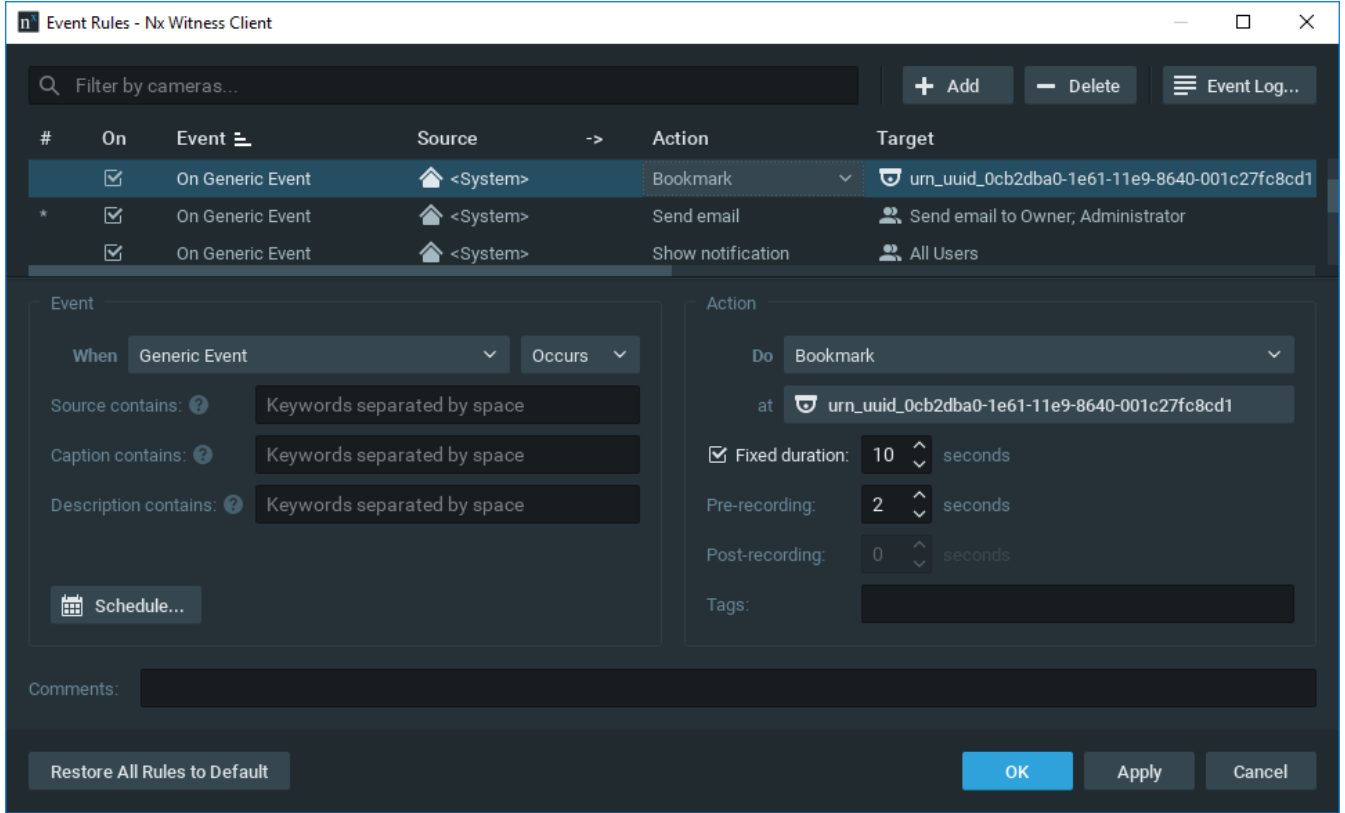 Event Rules - Nx Witness Client
Filter by cameras...
Add
Delete
Event Log...
# On Event Source -> Action Target
On Generic Event <System> Bookmark urn_uuid_0cb2dba0-1e61-11e9-8640-001c27fc8cd1
* On Generic Event <System> Send email Send email to Owner; Administrator
On Generic Event <System> Show notification All Users
Event
When Generic Event Occurs
Source contains: ? Keywords separated by space
Caption contains: ? Keywords separated by space
Description contains: ? Keywords separated by space
Schedule...
Action
Do Bookmark
at urn_uuid_0cb2dba0-1e61-11e9-8640-001c27fc8cd1
Fixed duration: 10 seconds
Pre-recording: 2 seconds
Post-recording: 0 seconds
Tags:
Comments:
Restore All Rules to Default
OK
Apply
Cancel